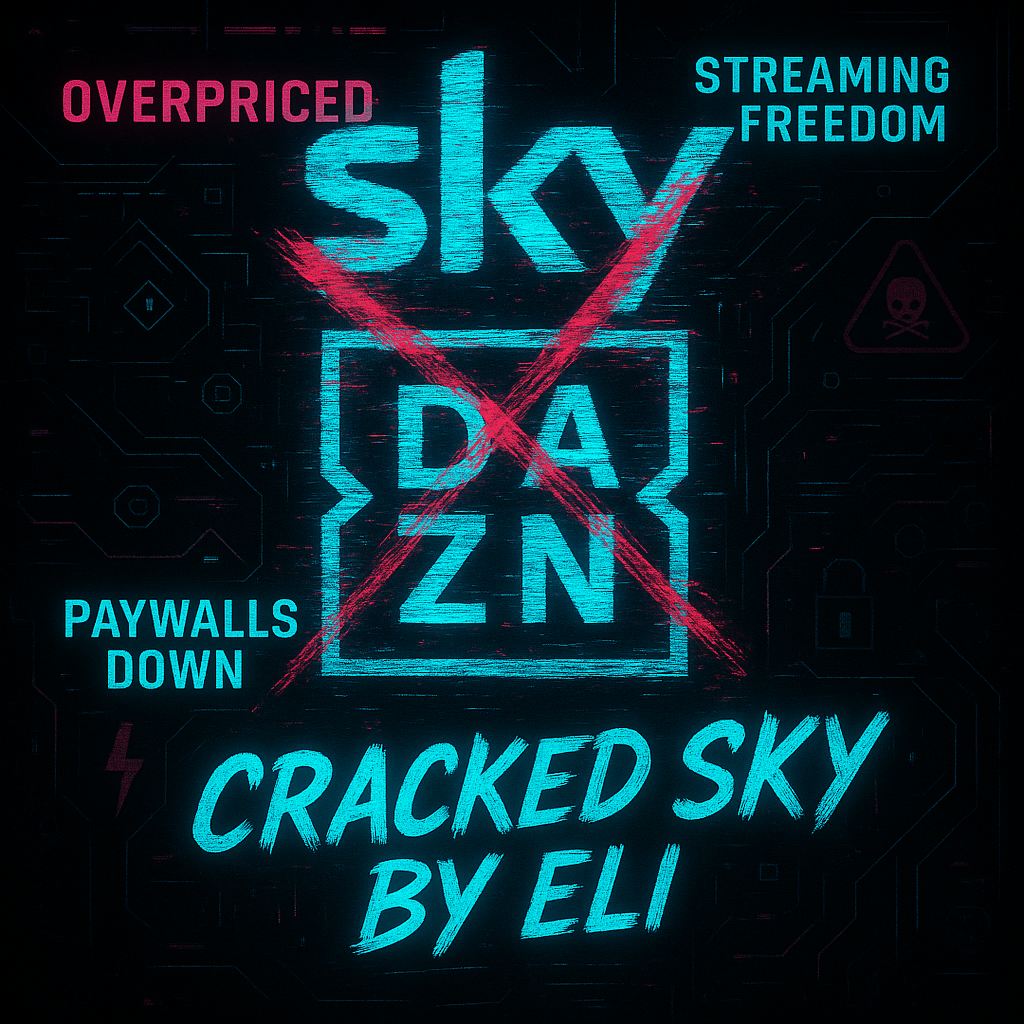 OVERPRICED
sky
STREAMING
FREEDOM
DA
ZN
PAYWALLS
DOWN
CRACKED SKY
BY ELI